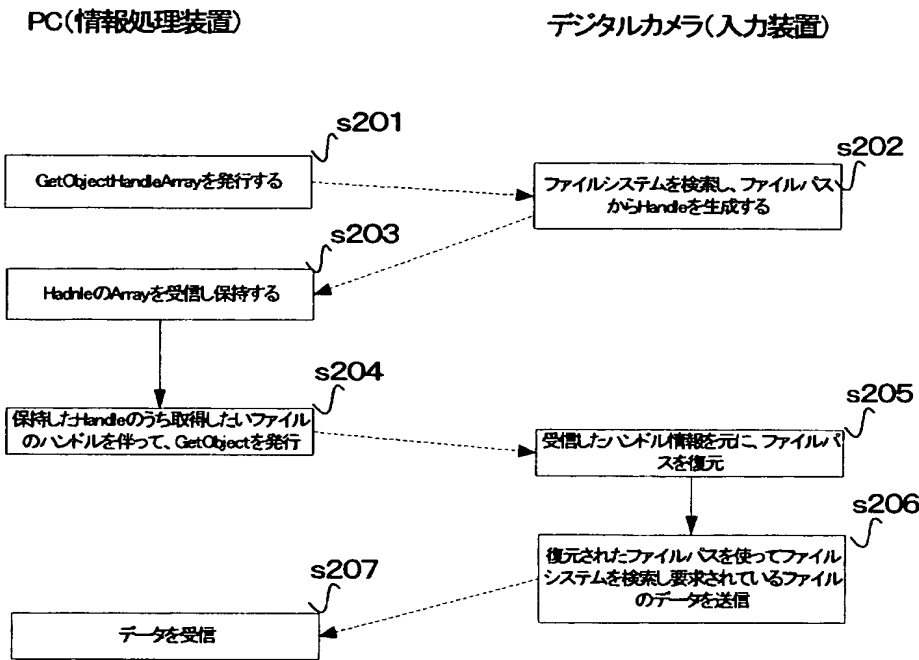 PC(情報処理装置)
デジタルカメラ(入力装置)
s201
GetObjectHandleArrayを発行する
s202
ファイルシステムを検索し、ファイルパス
からHandleを生成する
s203
HadnleのArrayを受信し保持する
s204
保持したHandleのうち取得したいファイル
のハンドルを伴って、GetObjectを発行
s205
受信したハンドル情報を元に、ファイルパ
スを復元
s206
復元されたファイルパスを使ってファイル
システムを検索し要求されているファイル
のデータを送信
s207
データを受信